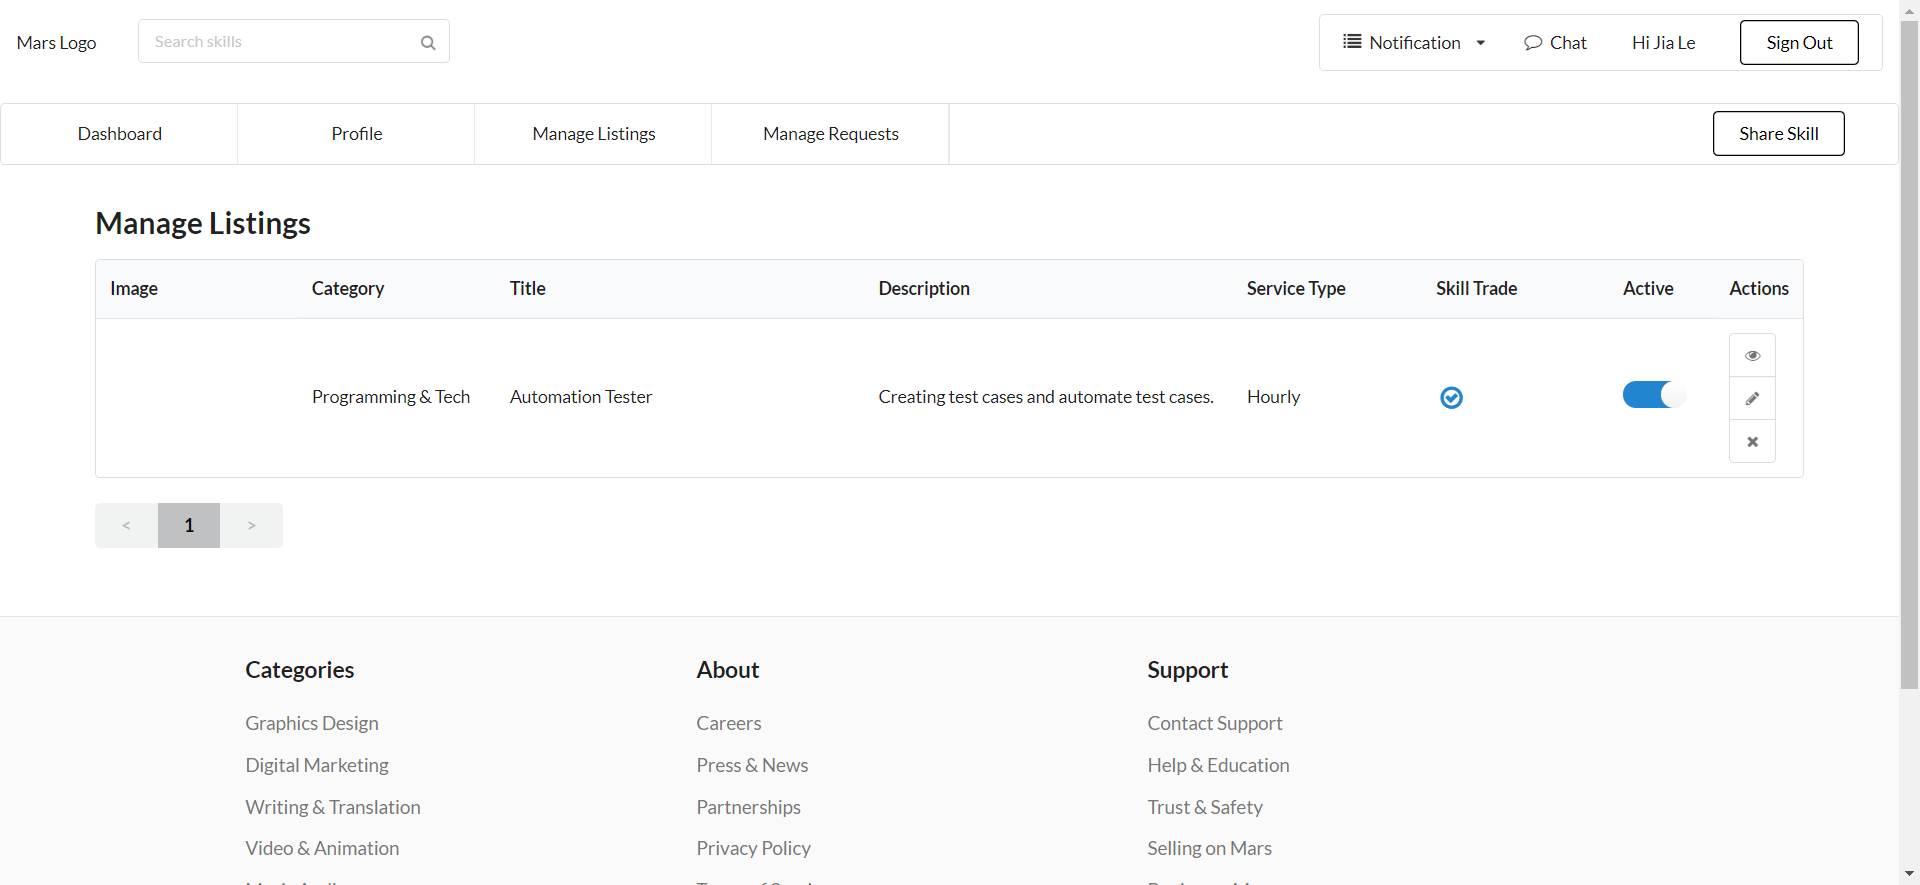 Mars Logo
Search skills
Notification
Chat
Hi Jia Le
Sign Out
Dashboard
Profile
Manage Listings
Manage Requests
Share Skill
Manage Listings
Image Category Title Description Service Type Skill Trade Active Actions
Programming & Tech Automation Tester Creating test cases and automate test cases. Hourly
< 1 >
Categories
Graphics Design
Digital Marketing
Writing & Translation
Video & Animation
About
Careers
Press & News
Partnerships
Privacy Policy
Support
Contact Support
Help & Education
Trust & Safety
Selling on Mars